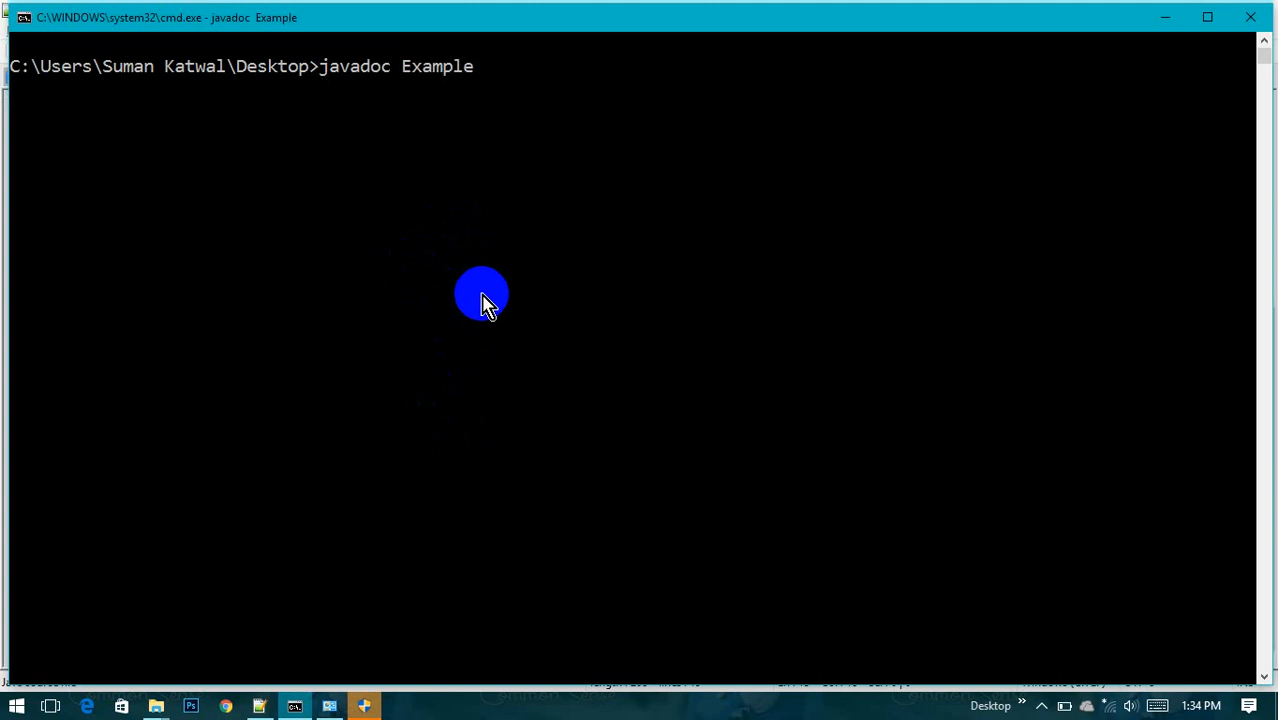 C:\WINDOWS\system32\cmd.exe - javadoc Example
C:\Users\Suman Katwal\Desktop>javadoc Example
Desktop
1:34 PM